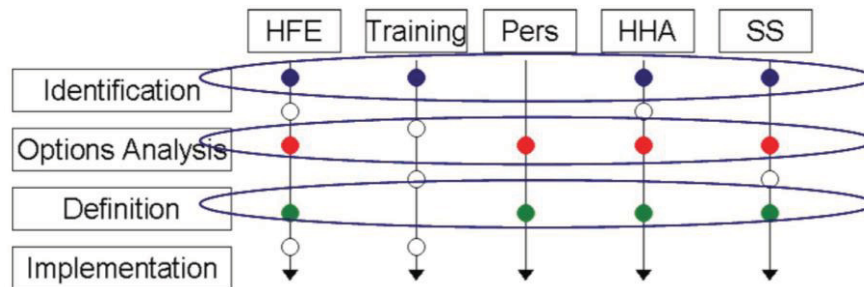 HFE Training Pers HHA SS
Identification
Options Analysis
Definition
Implementation